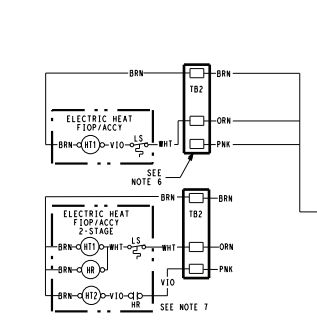 BRN BRN
TB2
ELECTRIC HEAT
FIOP/ACCY
ORN
BRN HT1 VIO LS WHT PNK
SEE
NOTE 6
BRN BRN
TB2
ELECTRIC HEAT
FIOP/ACCY
2-STAGE
BRN HT1 WHT LS WHT ORN
BRN HR PNK
VIO
BRN HT2 VIO HR
SEE NOTE 7